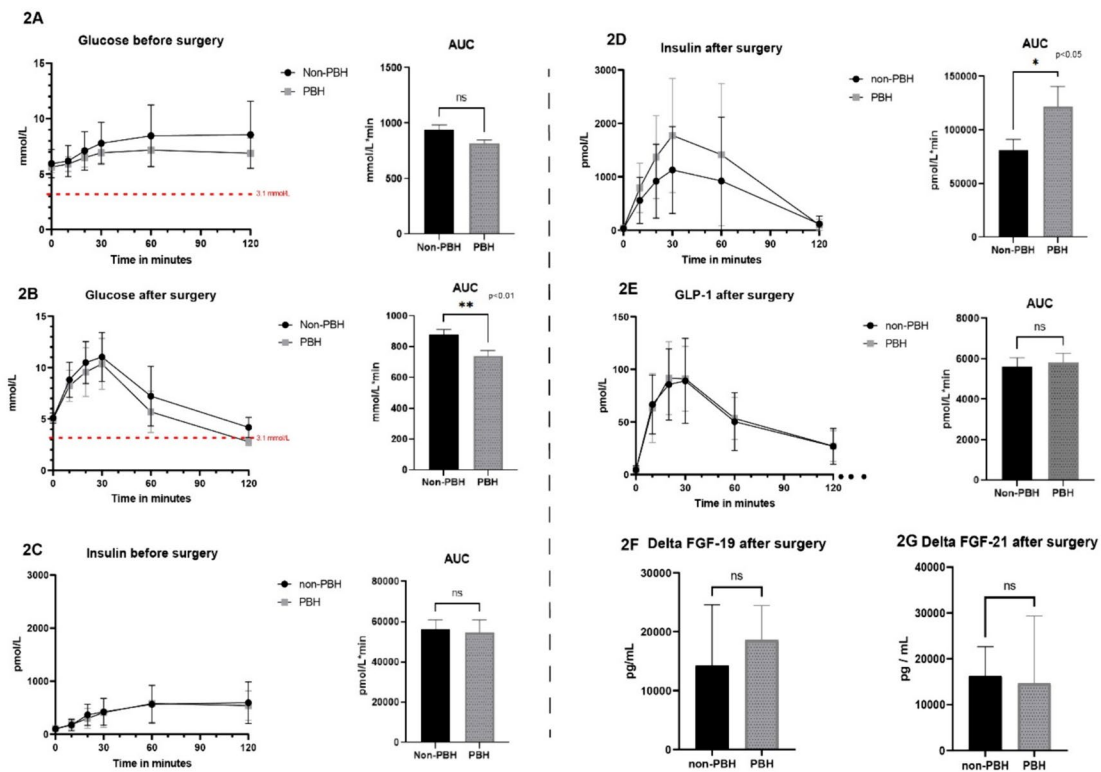 2A
Glucose before surgery
15
10
5
0
mmol/L
0 30 60 90 120
Time in minutes
Non-PBH
PBH
3.1 mmol/L
AUC
1500
1000
500
0
mmol/L*min
ns
Non-PBH PBH
2B
Glucose after surgery
15
10
5
0
mmol/L
0 30 60 90 120
Time in minutes
Non-PBH
PBH
3.1 mmol/L
AUC
p<0.01
**
1000
800
600
400
200
0
mmol/L*min
Non-PBH PBH
2C
Insulin before surgery
3000
2000
1000
0
pmol/L
0 30 60 90 120
Time in minutes
non-PBH
PBH
AUC
80000
60000
40000
20000
0
pmol/L*min
ns
Non-PBH PBH
2D
Insulin after surgery
3000
2000
1000
0
pmol/L
0 30 60 90 120
Time in minutes
non-PBH
PBH
AUC
p<0.05
*
150000
100000
50000
0
pmol/L*min
Non-PBH PBH
2E
GLP-1 after surgery
150
100
50
0
pmol/L
0 30 60 90 120
Time in minutes
non-PBH
PBH
AUC
8000
6000
4000
2000
0
pmol/L*min
ns
Non-PBH PBH
2F Delta FGF-19 after surgery
30000
20000
10000
0
pg/mL
ns
non-PBH PBH
2G Delta FGF-21 after surgery
40000
30000
20000
10000
0
pg / mL
ns
non-PBH PBH